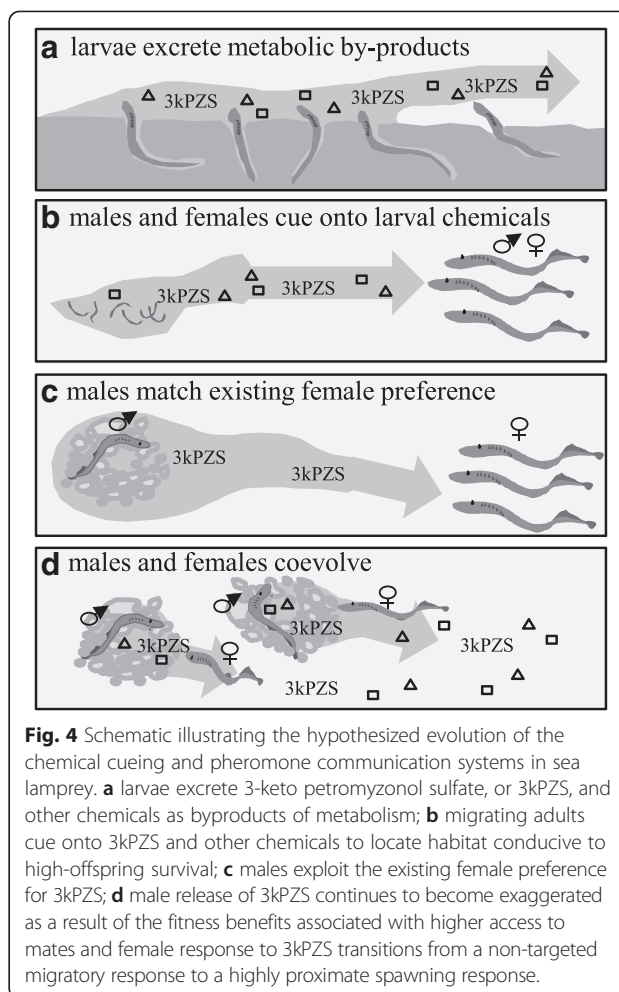 a larvae excrete metabolic by-products
3kPZS 3kPZS 3kPZS
b males and females cue onto larval chemicals
♂ ♀
3kPZS 3kPZS
c males match existing female preference
♂ ♀
3kPZS 3kPZS
d males and females coevolve
♂ ♂ ♀
3kPZS 3kPZS ♀ 3kPZS
3kPZS
Fig. 4 Schematic illustrating the hypothesized evolution of the
chemical cueing and pheromone communication systems in sea
lamprey. a larvae excrete 3-keto petromyzonol sulfate, or 3kPZS, and
other chemicals as byproducts of metabolism; b migrating adults
cue onto 3kPZS and other chemicals to locate habitat conducive to
high-offspring survival; c males exploit the existing female preference
for 3kPZS; d male release of 3kPZS continues to become exaggerated
as a result of the fitness benefits associated with higher access to
mates and female response to 3kPZS transitions from a non-targeted
migratory response to a highly proximate spawning response.